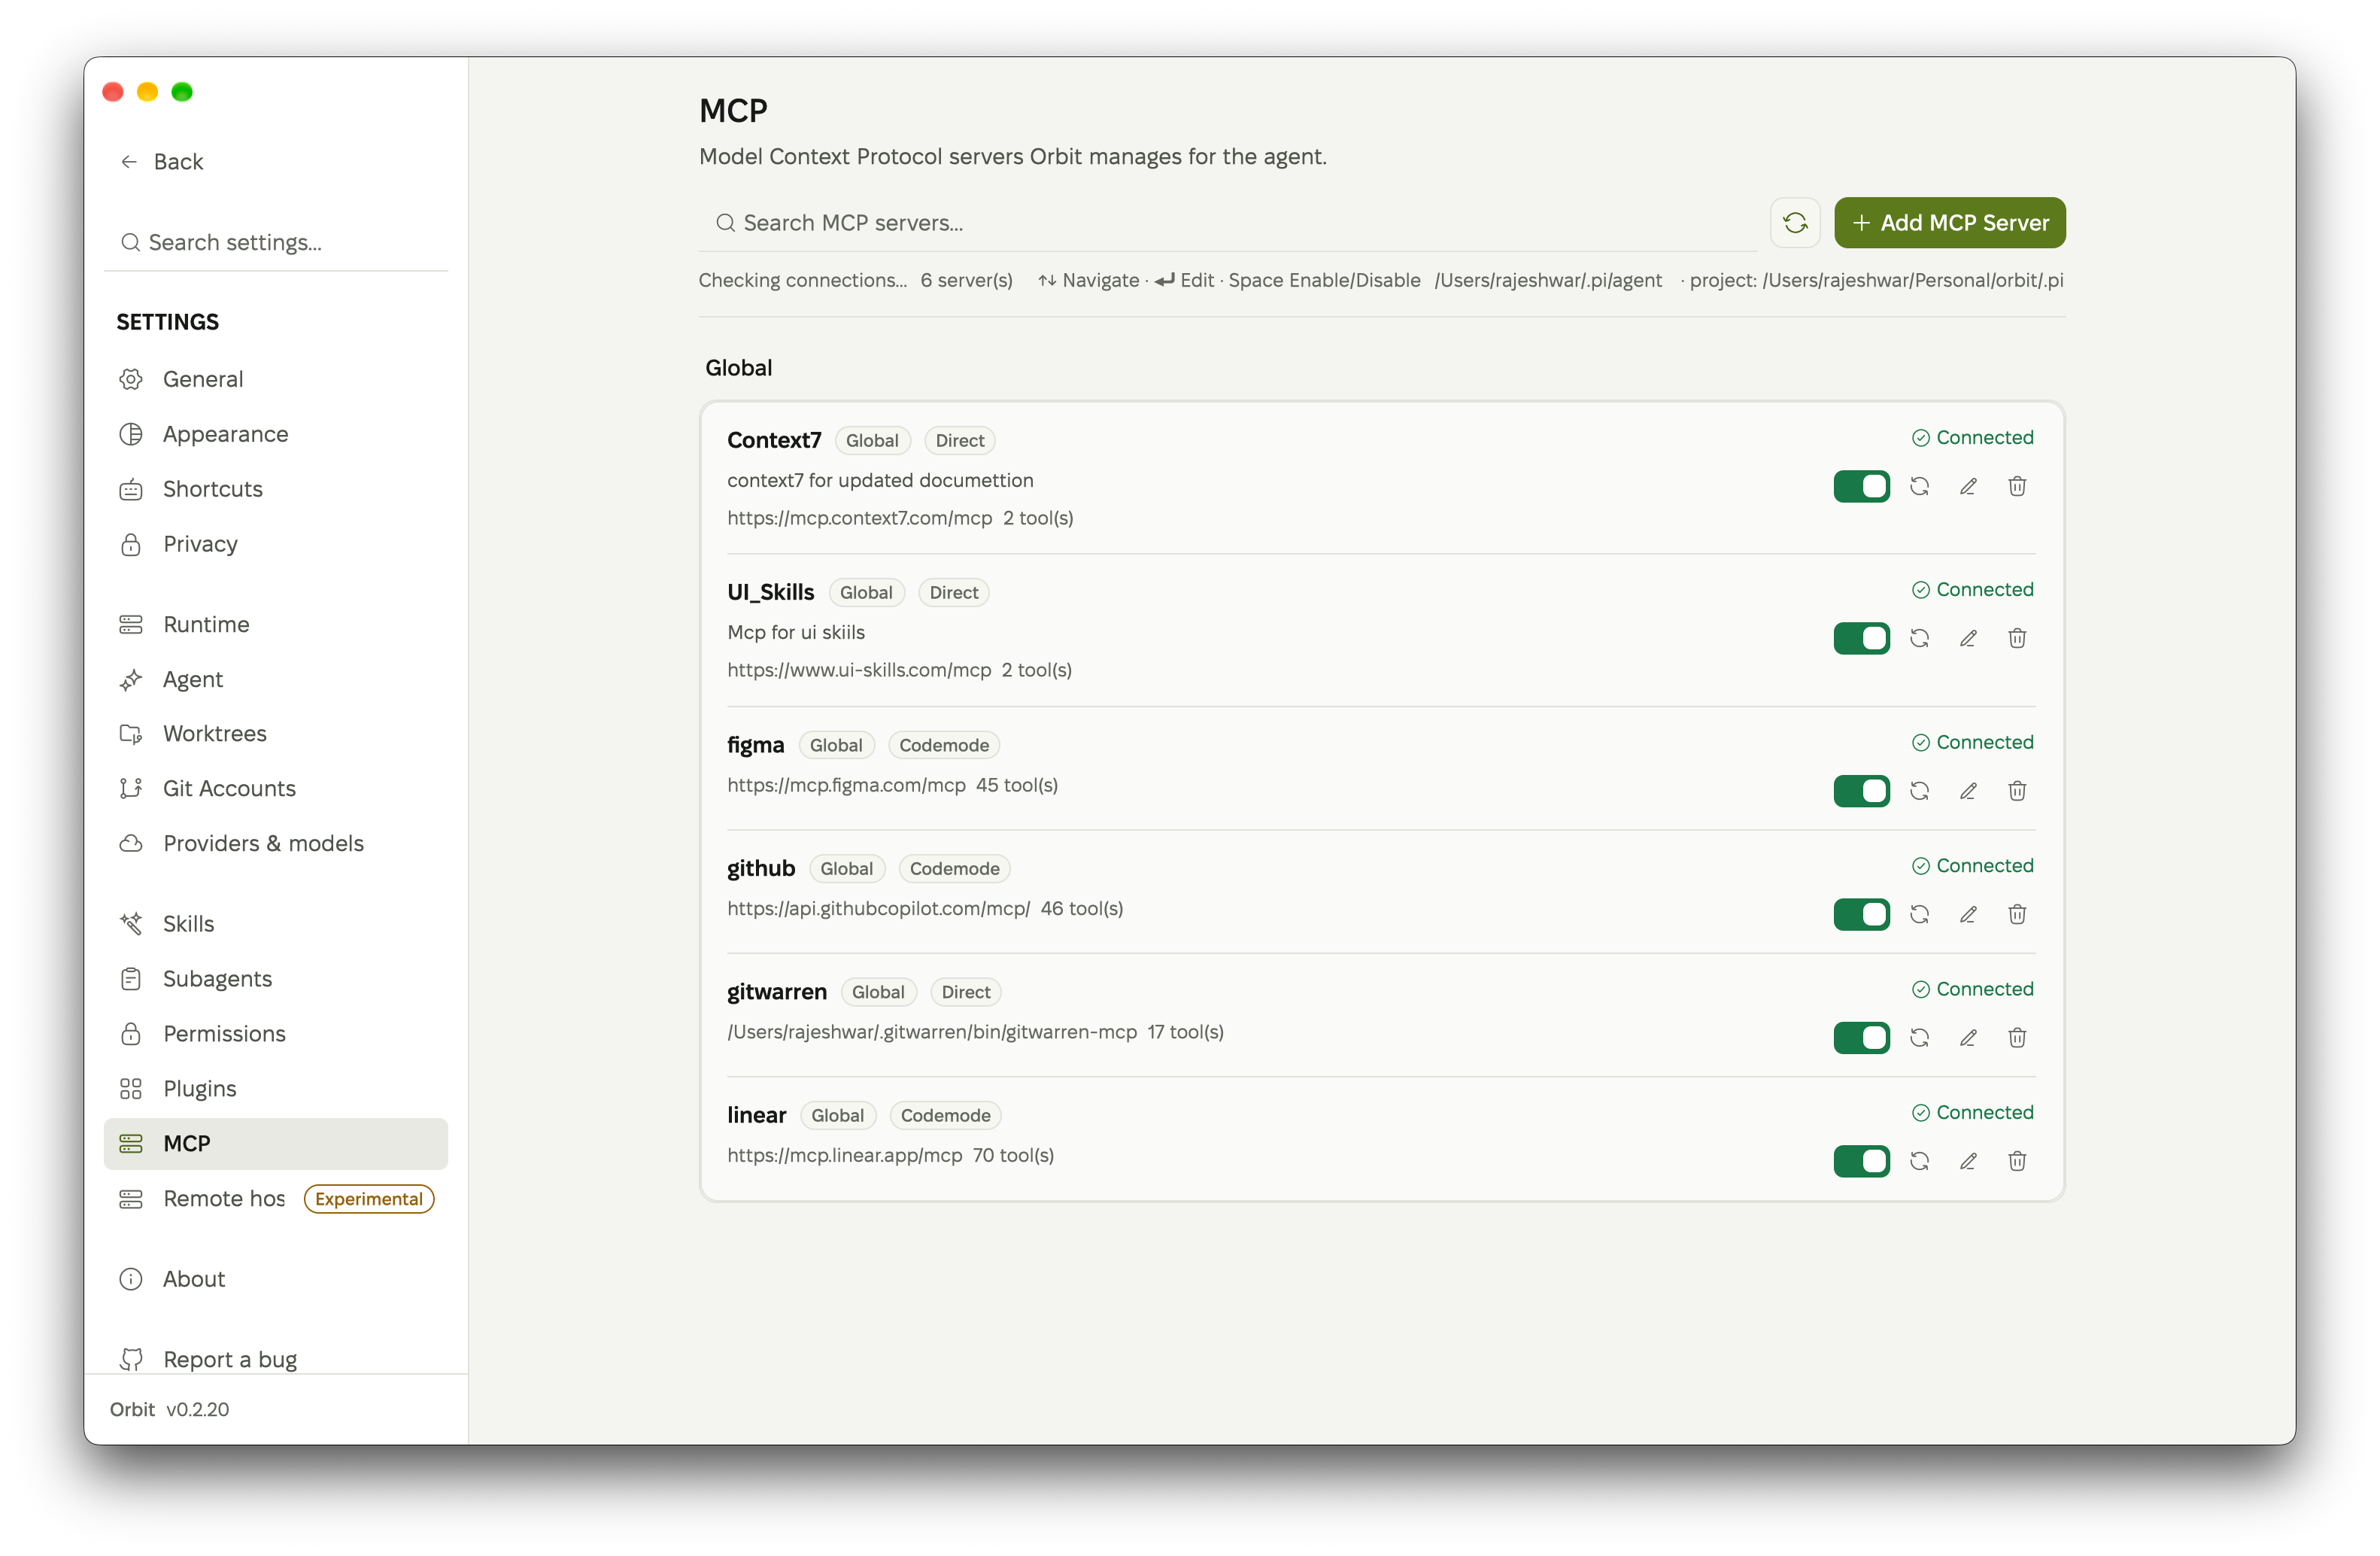 Back
Search settings...
SETTINGS
General
Appearance
Shortcuts
Privacy
Runtime
Agent
Worktrees
Git Accounts
Providers & models
Skills
Subagents
Permissions
Plugins
MCP
Remote hos Experimental
About
Report a bug
Orbit v0.2.20
MCP
Model Context Protocol servers Orbit manages for the agent.
Search MCP servers...
+ Add MCP Server
Checking connections... 6 server(s) ↑↓ Navigate · ↵ Edit · Space Enable/Disable /Users/rajeshwar/.pi/agent · project: /Users/rajeshwar/Personal/orbit/.pi
Global
Context7 Global Direct Connected
context7 for updated documettion
https://mcp.context7.com/mcp 2 tool(s)
UI_Skills Global Direct Connected
Mcp for ui skiils
https://www.ui-skills.com/mcp 2 tool(s)
figma Global Codemode Connected
https://mcp.figma.com/mcp 45 tool(s)
github Global Codemode Connected
https://api.githubcopilot.com/mcp/ 46 tool(s)
gitwarren Global Direct Connected
/Users/rajeshwar/.gitwarren/bin/gitwarren-mcp 17 tool(s)
linear Global Codemode Connected
https://mcp.linear.app/mcp 70 tool(s)